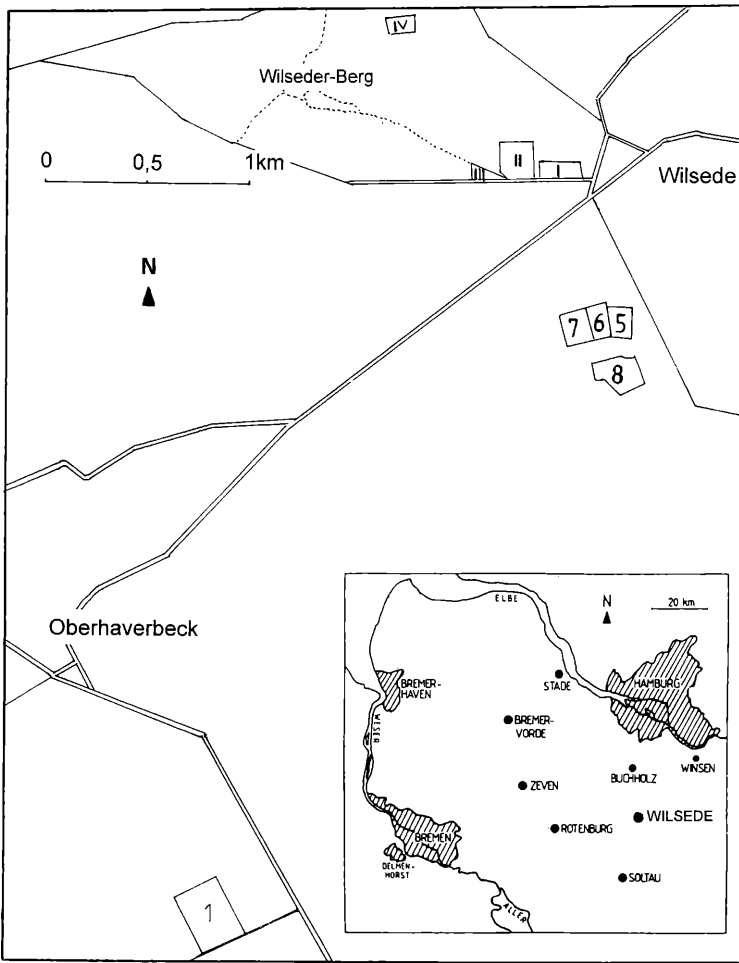 IV
Wilseder-Berg
0 0,5 1km
III
II
I
Wilsede
N
7 6 5
8
Oberhaverbeck
1
ELBE
N
20 km
BREMER-
HAVEN
STADE
HAMBURG
WESER
BREMER-
VORDE
BUCHHOLZ
WINSEN
ZEVEN
WILSEDE
ROTENBURG
BREMEN
DELMEN-
HORST
SOLTAU
ALLER